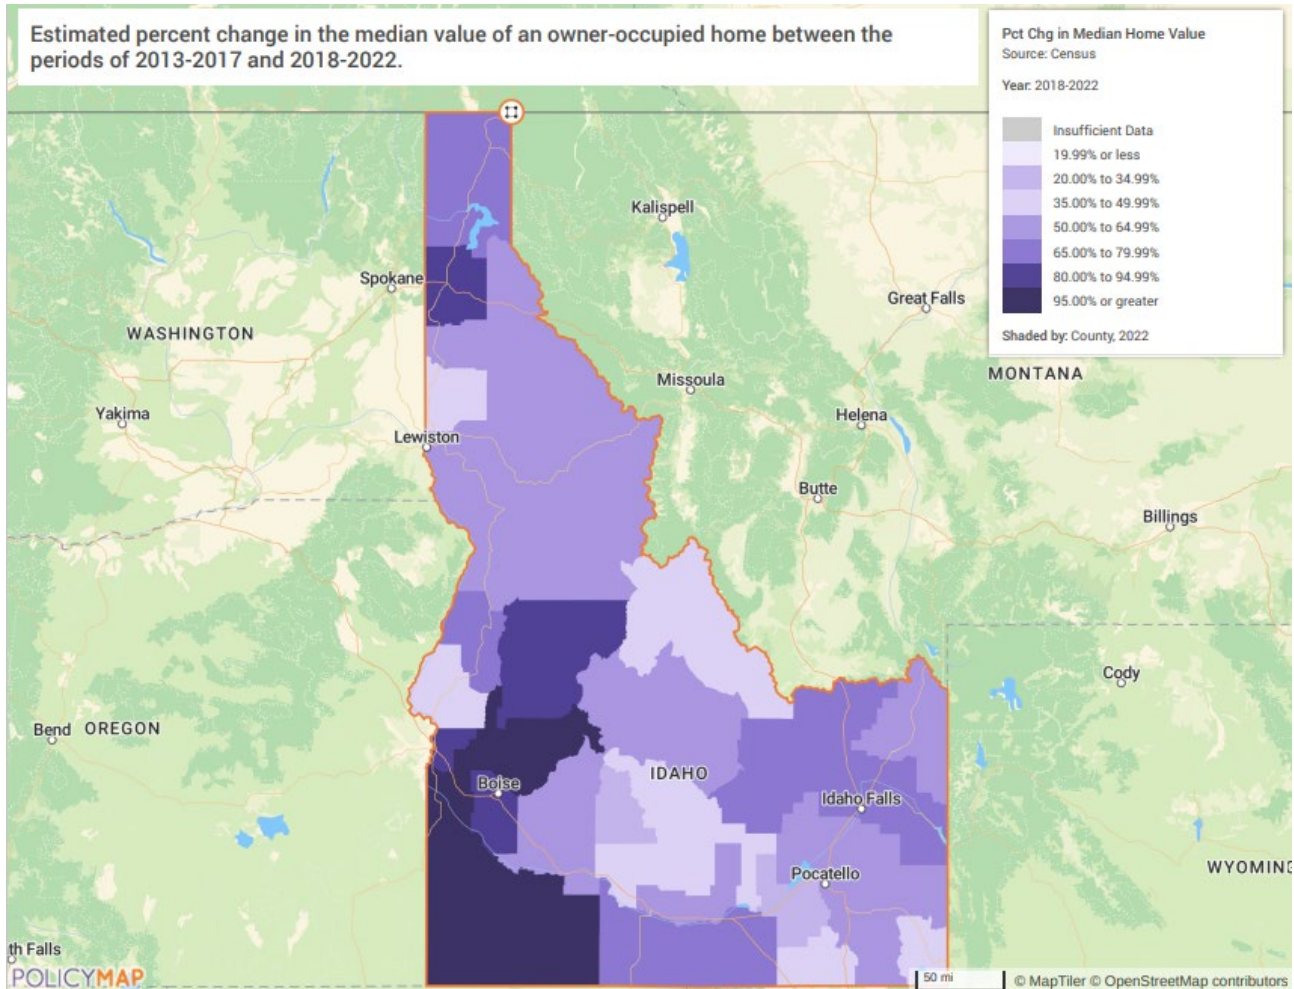 Estimated percent change in the median value of an owner-occupied home between the
periods of 2013-2017 and 2018-2022.
Pct Chg in Median Home Value
Source: Census
Year: 2018-2022
Insufficient Data
19.99% or less
20.00% to 34.99%
35.00% to 49.99%
50.00% to 64.99%
65.00% to 79.99%
80.00% to 94.99%
95.00% or greater
Shaded by: County, 2022
Kalispell
Spokane
Great Falls
WASHINGTON
MONTANA
Missoula
Yakima
Helena
Lewiston
Butte
Billings
Cody
Bend
OREGON
IDAHO
Boise
Idaho Falls
WYOMING
Pocatello
th Falls
POLICYMAP
50 mi
© MapTiler © OpenStreetMap contributors